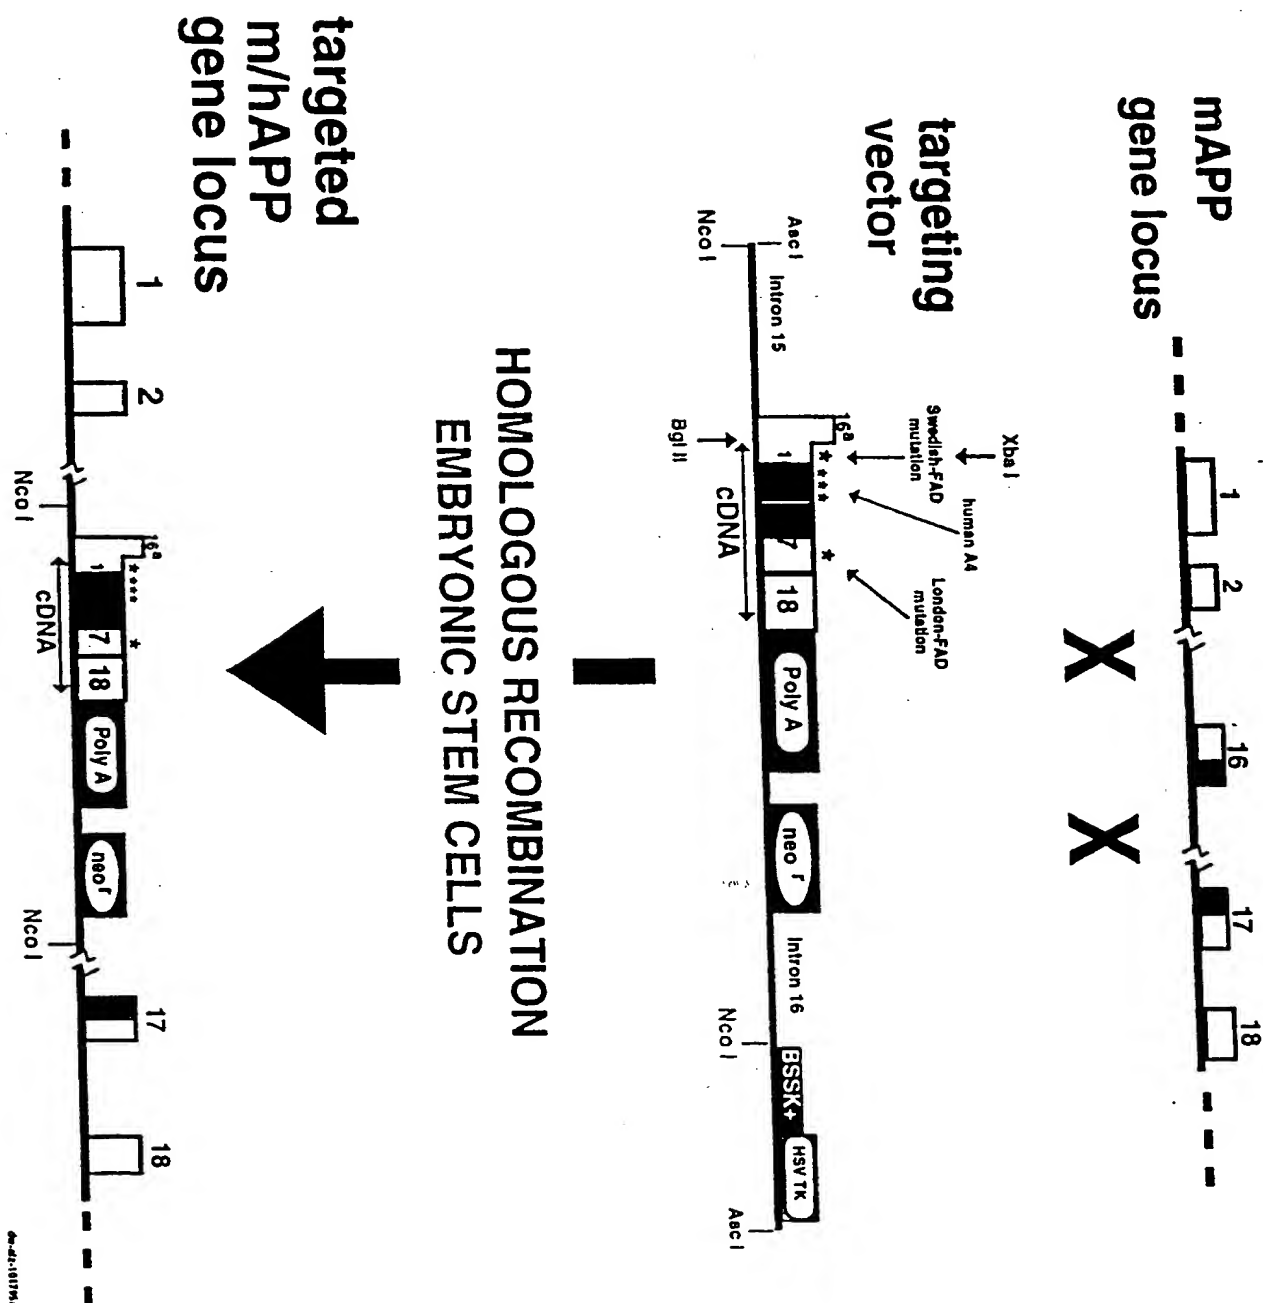 mAPP
gene locus
1
2
16
17
18
X
X
targeting
vector
Xba I
Swedish-FAD
mutation
human A4
London-FAD
mutation
Asc I
Nco I
Intron 15
16a
* ***
*
Bgl II
1
7
18
cDNA
Poly A
neo r
Intron 16
Nco I
BSSK+
HSV TK
Asc I
HOMOLOGOUS RECOMBINATION
EMBRYONIC STEM CELLS
targeted
m/hAPP
gene locus
1
2
Nco I
16a
****
*
1
7
18
cDNA
Poly A
neo r
Nco I
17
18